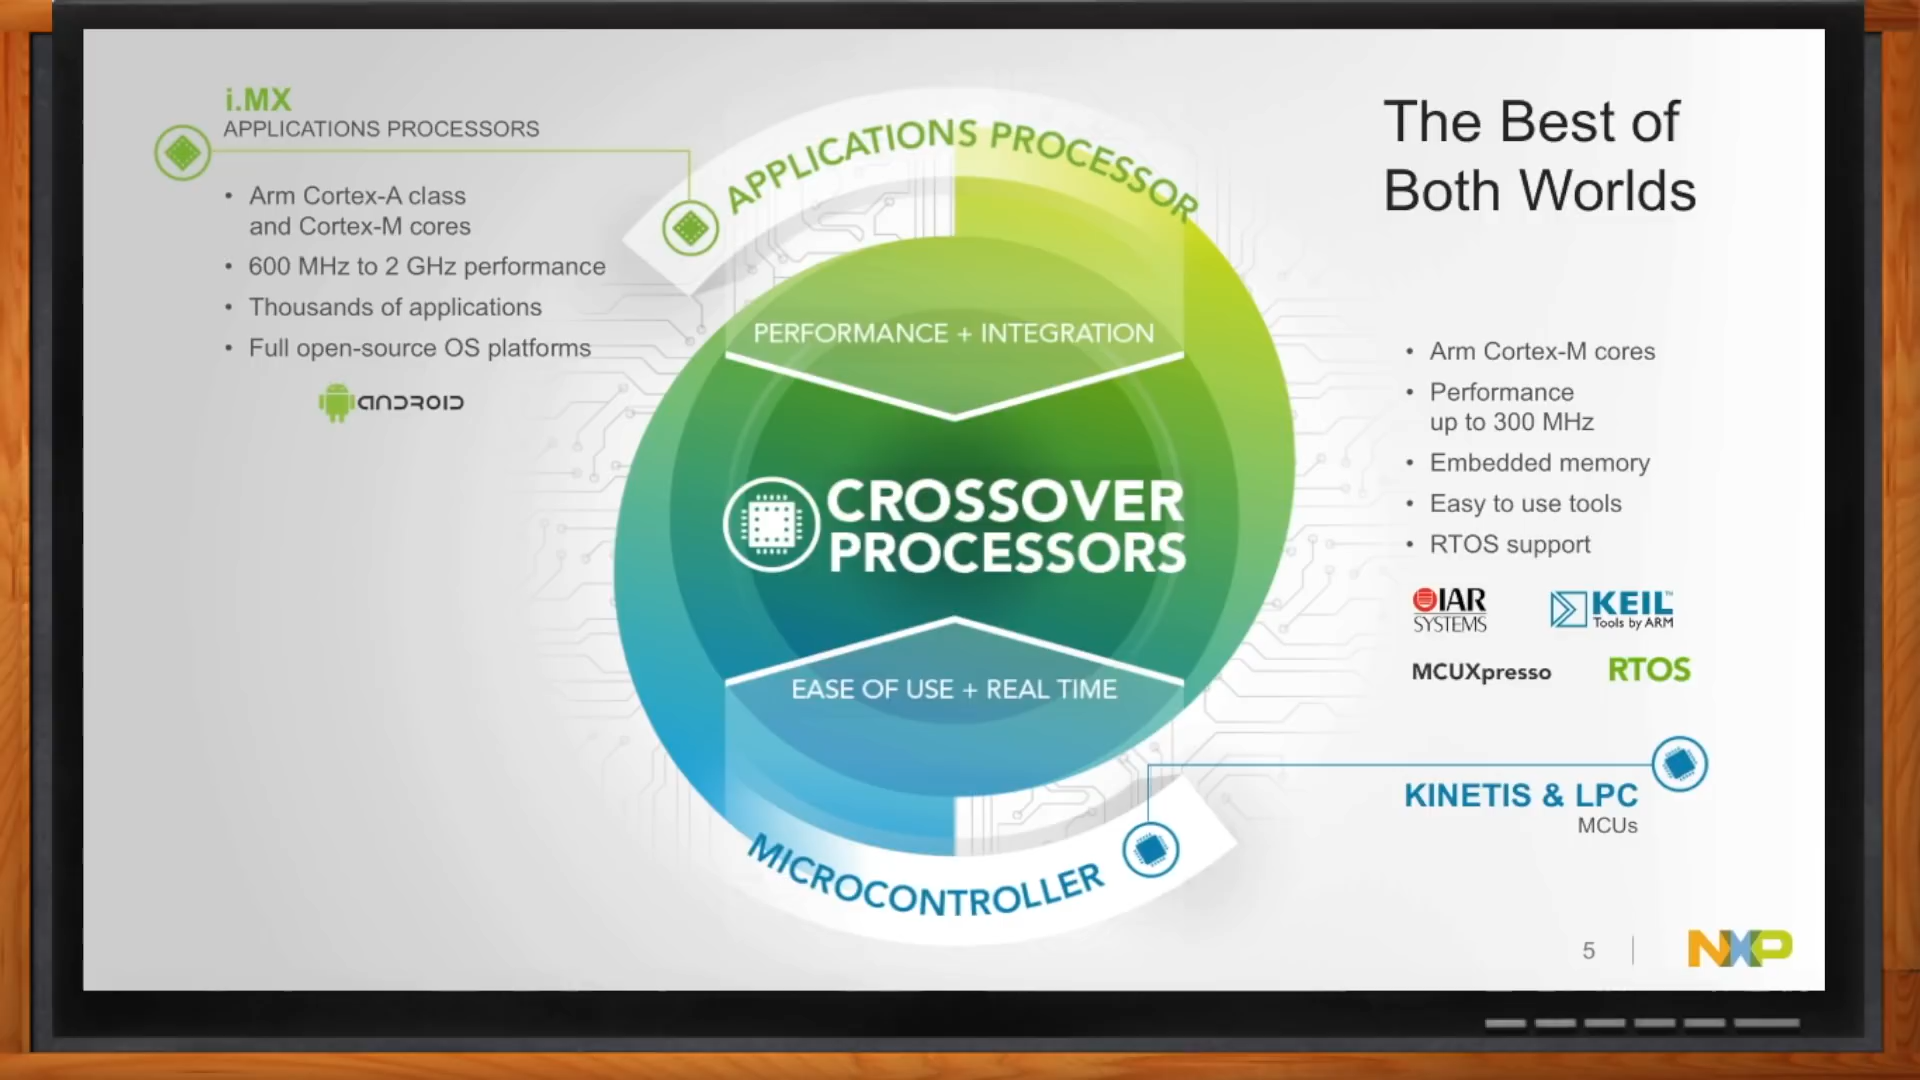 i.MX
APPLICATIONS PROCESSORS
• Arm Cortex-A class
and Cortex-M cores
• 600 MHz to 2 GHz performance
• Thousands of applications
• Full open-source OS platforms
ANDROID
APPLICATIONS PROCESSOR
PERFORMANCE + INTEGRATION
CROSSOVER
PROCESSORS
EASE OF USE + REAL TIME
MICROCONTROLLER
The Best of
Both Worlds
• Arm Cortex-M cores
• Performance
up to 300 MHz
• Embedded memory
• Easy to use tools
• RTOS support
IAR
SYSTEMS
KEIL™
Tools by ARM
MCUXpresso
RTOS
KINETIS & LPC
MCUs
5
NXP